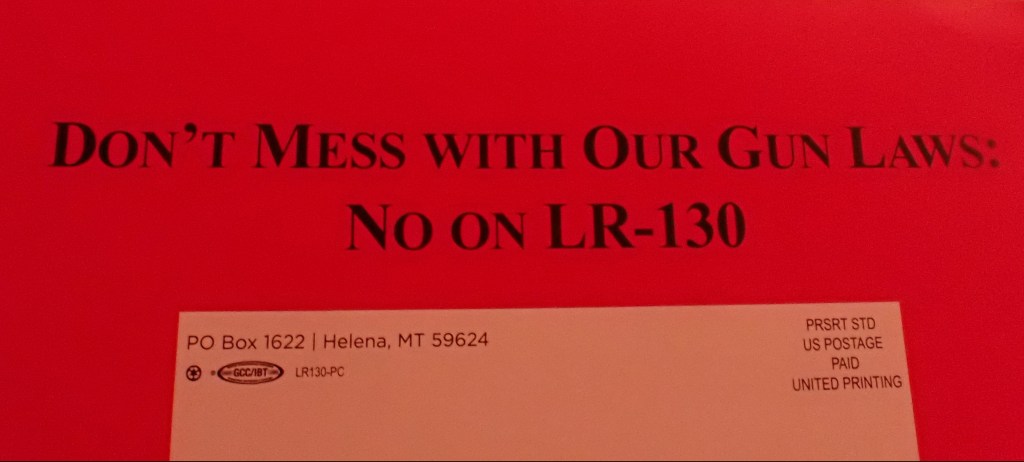 DON'T MESS WITH OUR GUN LAWS:
NO ON LR-130
PO Box 1622 | Helena, MT 59624
GCC/IBT LR130-PC
PRSRT STD
US POSTAGE
PAID
UNITED PRINTING